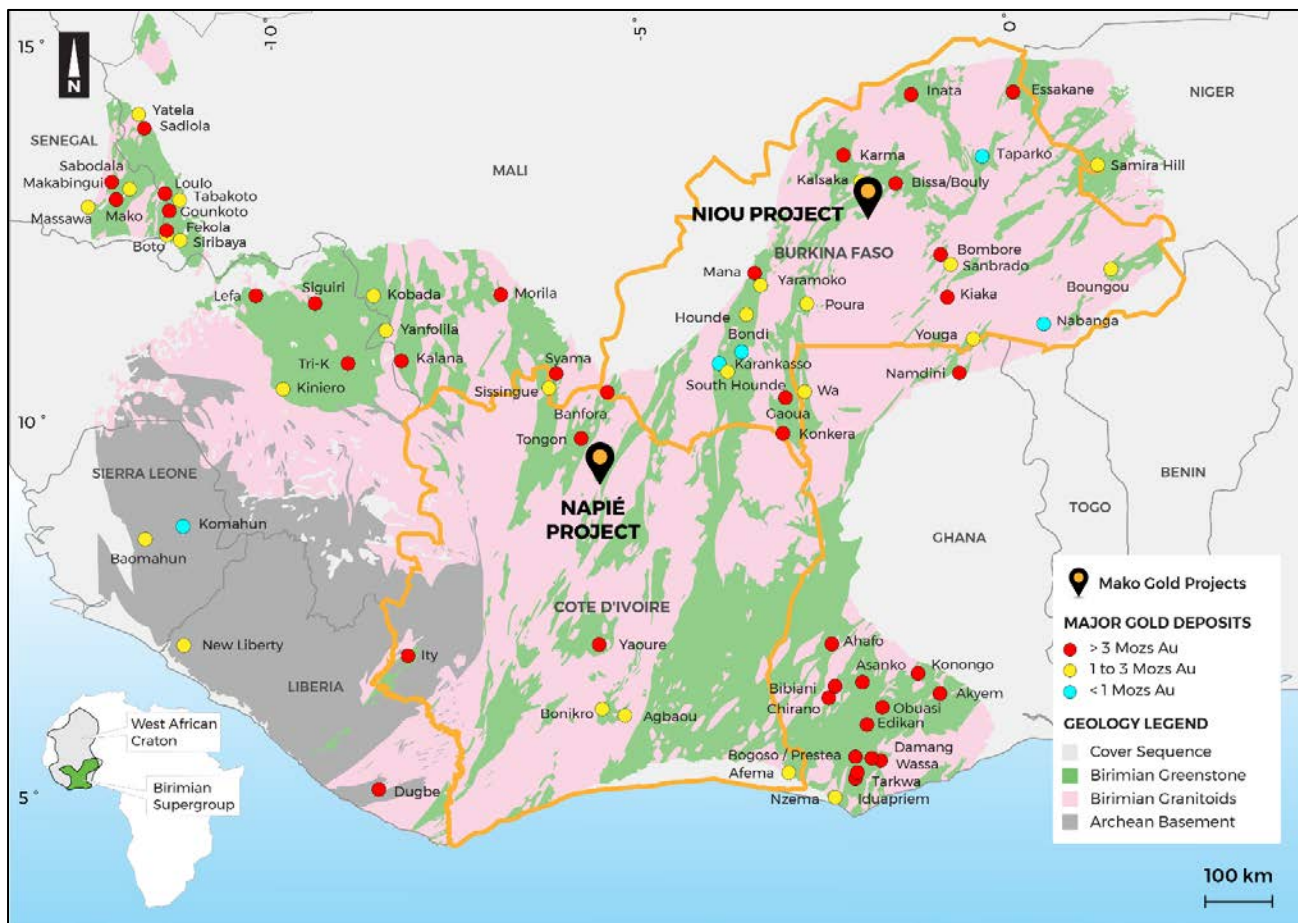 15°
-10
-5
0
N
Yatela
Sadiola
SENEGAL
Sabodala
Makabingui
Loulo
Tabakoto
Massawa
Mako
Gounkoto
Fekola
Boto
Siribaya
MALI
Inata
Essakane
NIGER
Karma
Taparko
Samira Hill
Kalsaka
Bissa/Bouly
NIOU PROJECT
BURKINA FASO
Bombore
Sanbrado
Mana
Yaramoko
Boungou
Kiaka
Poura
Hounde
Nabanga
Bondi
Youga
Lefa
Siguiri
Kobada
Morila
Yanfolila
Tri-K
Kalana
Syama
Karankasso
Namdini
Kiniero
Sissingue
South Hounde
Wa
Banfora
Gaoua
10°
Tongon
Konkera
SIERRA LEONE
BENIN
TOGO
NAPIÉ
PROJECT
Komahun
GHANA
Baomahun
COTE D'IVOIRE
New Liberty
Ity
Yaoure
Ahafo
Asanko
Konongo
LIBERIA
Bibiani
Akyem
Chirano
Obuasi
Bonikro
Agbaou
Edikan
Bogoso / Prestea
Damang
Afema
Wassa
Tarkwa
5°
Dugbe
Nzema
Iduapriem
West African
Craton
Birimian
Supergroup
Mako Gold Projects
MAJOR GOLD DEPOSITS
> 3 Mozs Au
1 to 3 Mozs Au
<1 Mozs Au
GEOLOGY LEGEND
Cover Sequence
Birimian Greenstone
Birimian Granitoids
Archean Basement
100 km